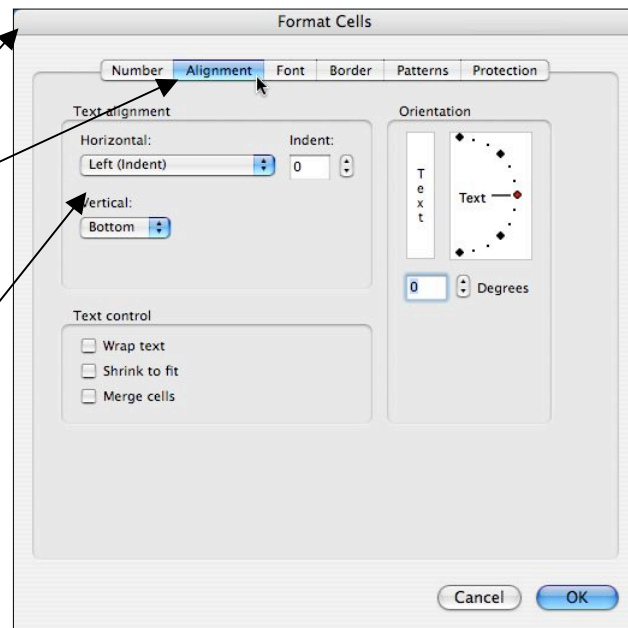 Format Cells
Number Alignment Font Border Patterns Protection
Text alignment
Horizontal: Indent:
Left (Indent) 0
Vertical:
Bottom
Orientation
Text
Text
0 Degrees
Text control
Wrap text
Shrink to fit
Merge cells
Cancel OK